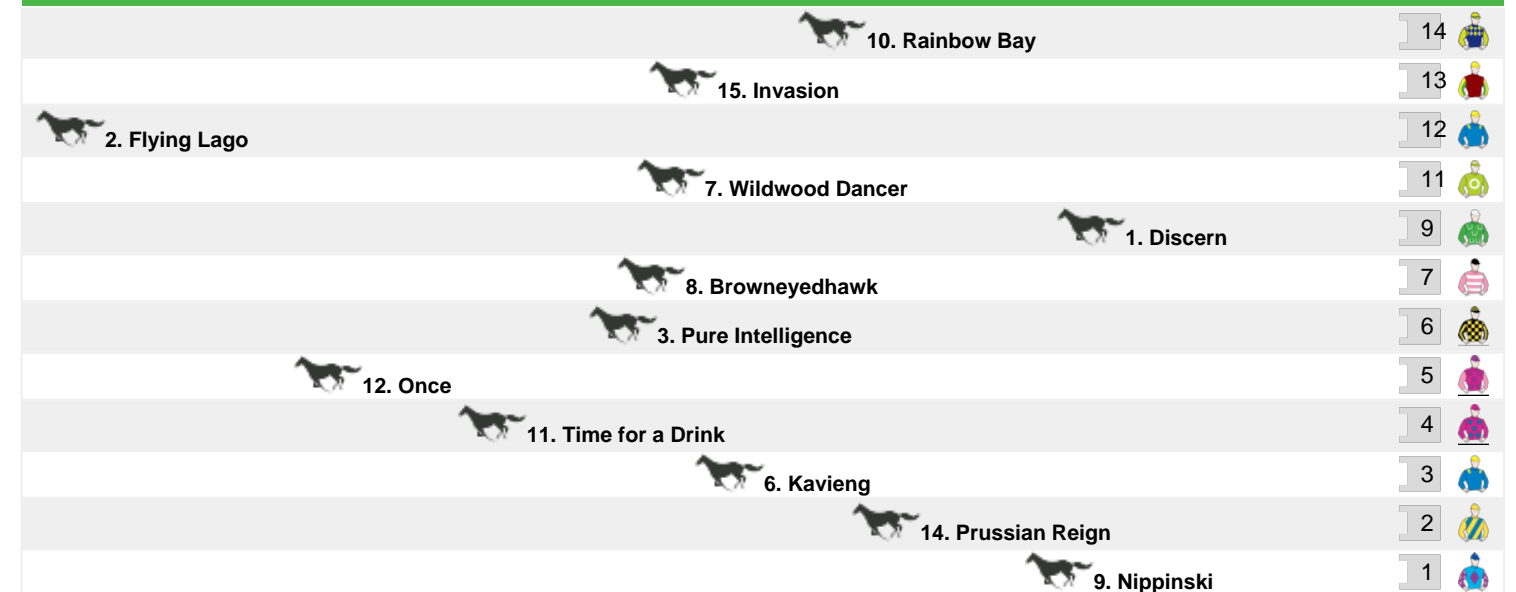 10. Rainbow Bay 14
15. Invasion 13
2. Flying Lago 12
7. Wildwood Dancer 11
1. Discern 9
8. Browneyedhawk 7
3. Pure Intelligence 6
12. Once 5
11. Time for a Drink 4
6. Kavieng 3
14. Prussian Reign 2
9. Nippinski 1